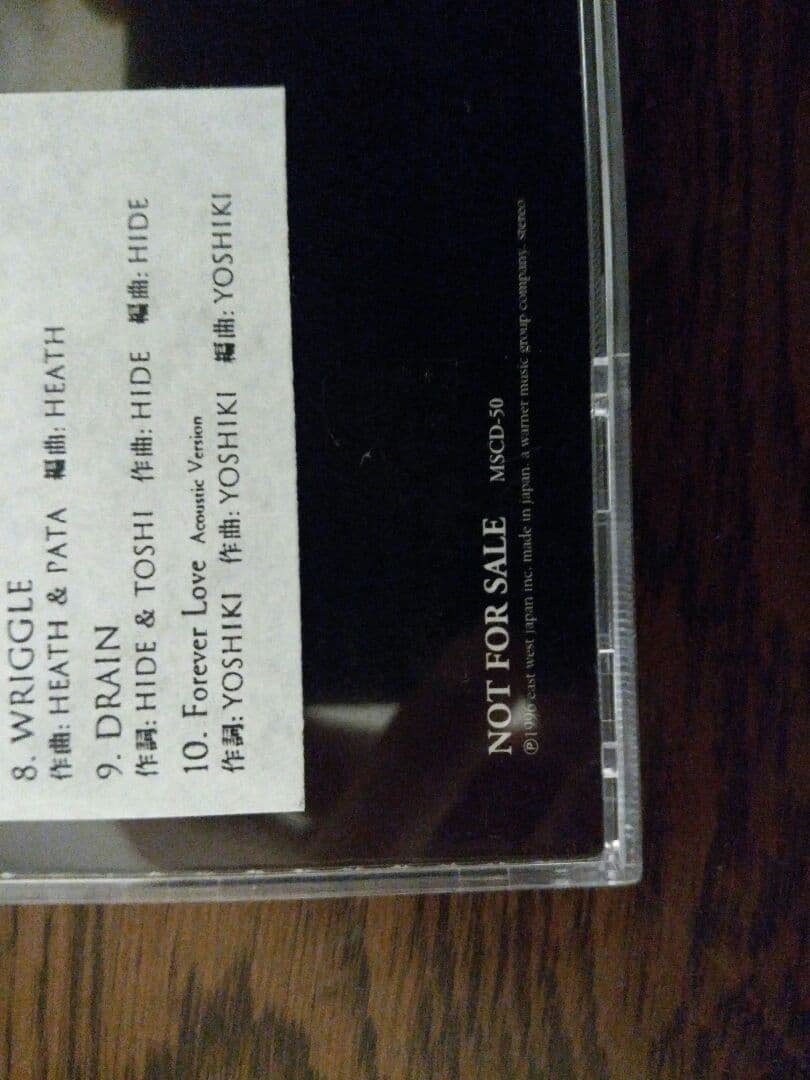 8. WRIGGLE
作曲: HEATH & PATA 編曲: HEATH
9. DRAIN
作詞: HIDE & TOSHI 作曲: HIDE 編曲: HIDE
10. Forever Love Acoustic Version
作詞: YOSHIKI 作曲: YOSHIKI 編曲: YOSHIKI
NOT FOR SALE MSCD-50
℗1996 east west japan inc. made in japan. a warner music group company. stereo